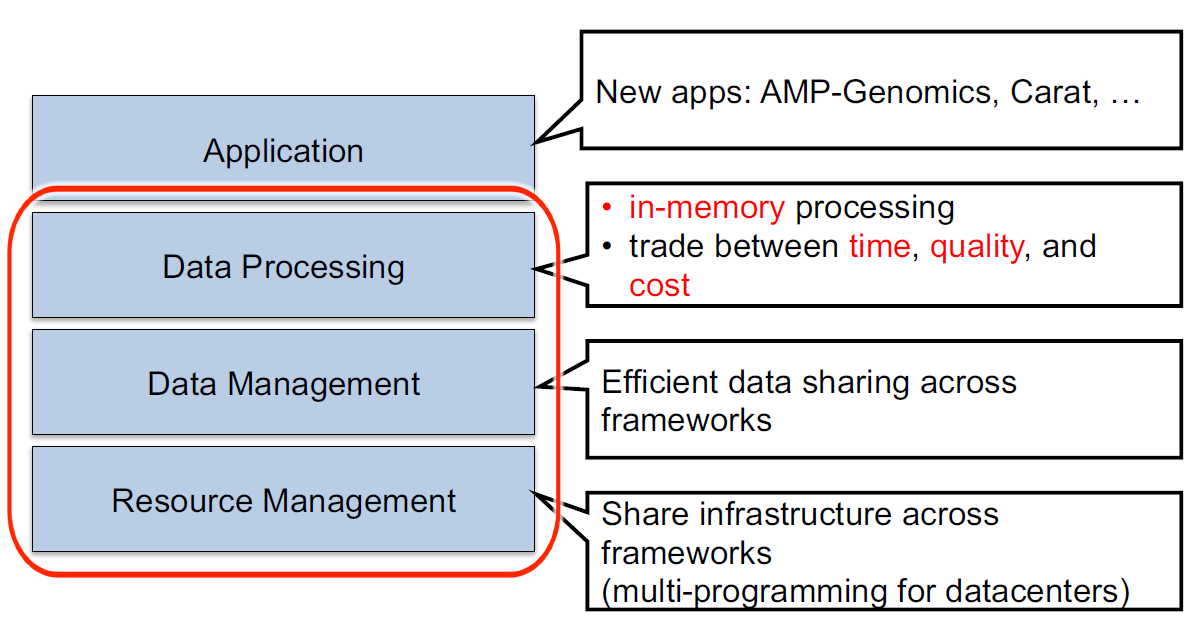 Application
New apps: AMP-Genomics, Carat, …
Data Processing
• in-memory processing
• trade between time, quality, and
cost
Data Management
Efficient data sharing across
frameworks
Resource Management
Share infrastructure across
frameworks
(multi-programming for datacenters)